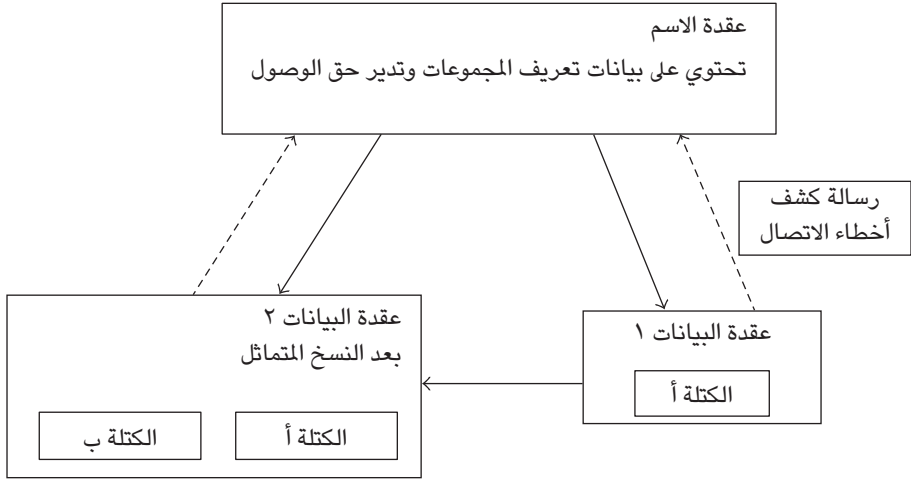 عقدة الاسم
تحتوي على بيانات تعريف المجموعات وتدير حق الوصول
رسالة كشف
أخطاء الاتصال
عقدة البيانات ١
الكتلة أ
عقدة البيانات ٢
بعد النسخ المتماثل
الكتلة أ
الكتلة ب